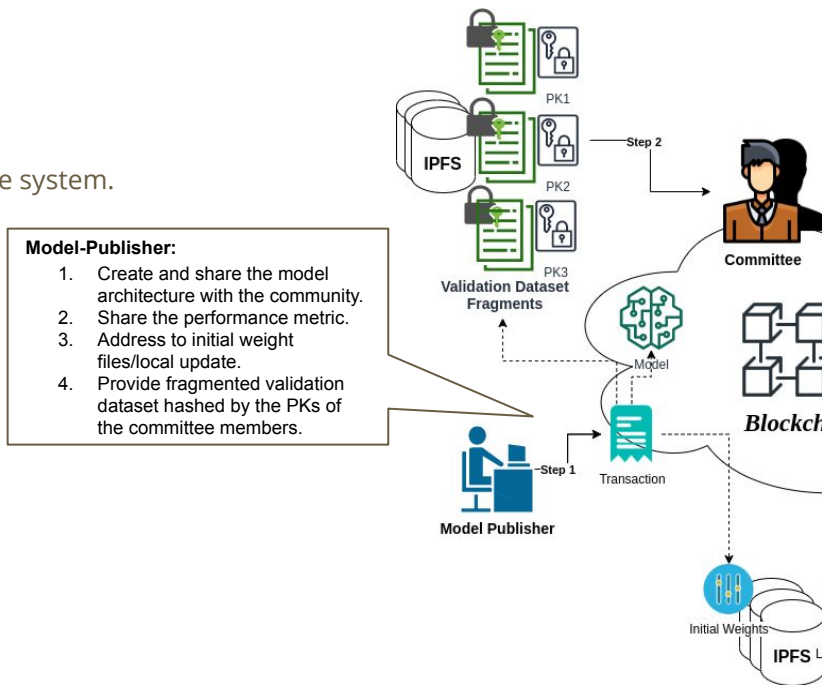 PK1
Step 2
IPFS
e system.
PK2
Model-Publisher:
1. Create and share the model
architecture with the community.
2. Share the performance metric.
3. Address to initial weight
files/local update.
4. Provide fragmented validation
dataset hashed by the PKs of
the committee members.
Committee
PK3
Validation Dataset
Fragments
Model
Blockch
Step 1
Transaction
Model Publisher
Initial Weights
IPFS
L